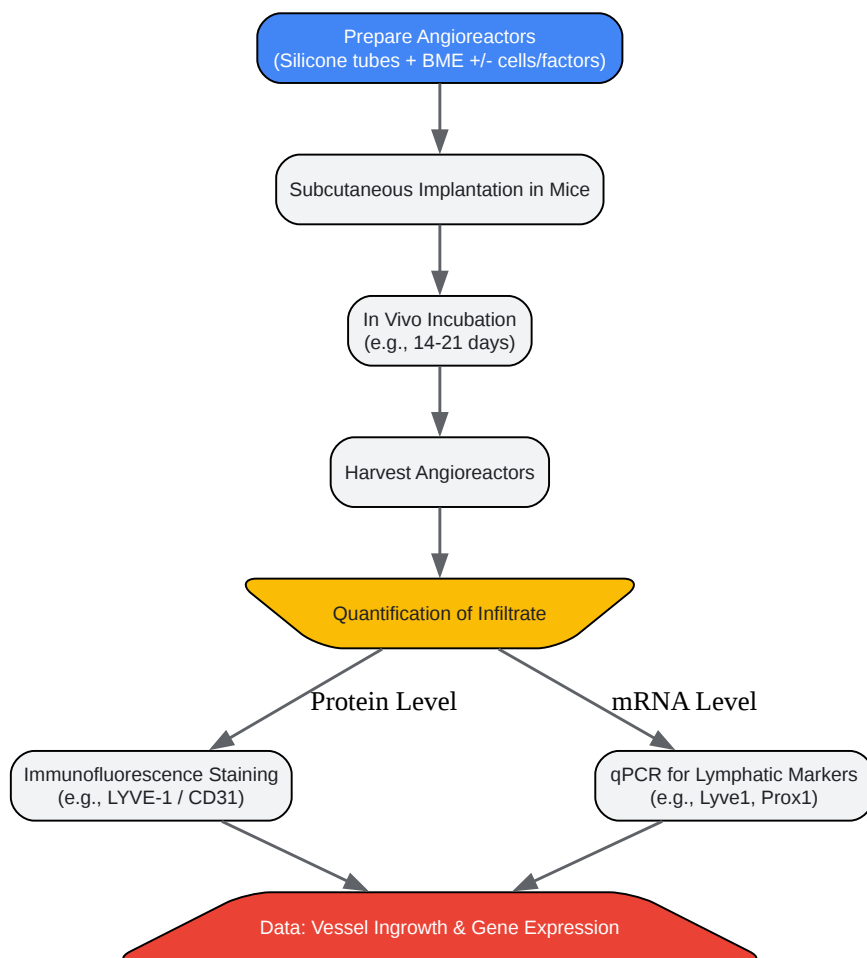 Prepare Angioreactors
(Silicone tubes + BME +/- cells/factors)
Subcutaneous Implantation in Mice
In Vivo Incubation
(e.g., 14-21 days)
Harvest Angioreactors
Quantification of Infiltrate
Protein Level
mRNA Level
Immunofluorescence Staining
(e.g., LYVE-1 / CD31)
qPCR for Lymphatic Markers
(e.g., Lyve1, Prox1)
Data: Vessel Ingrowth & Gene Expression